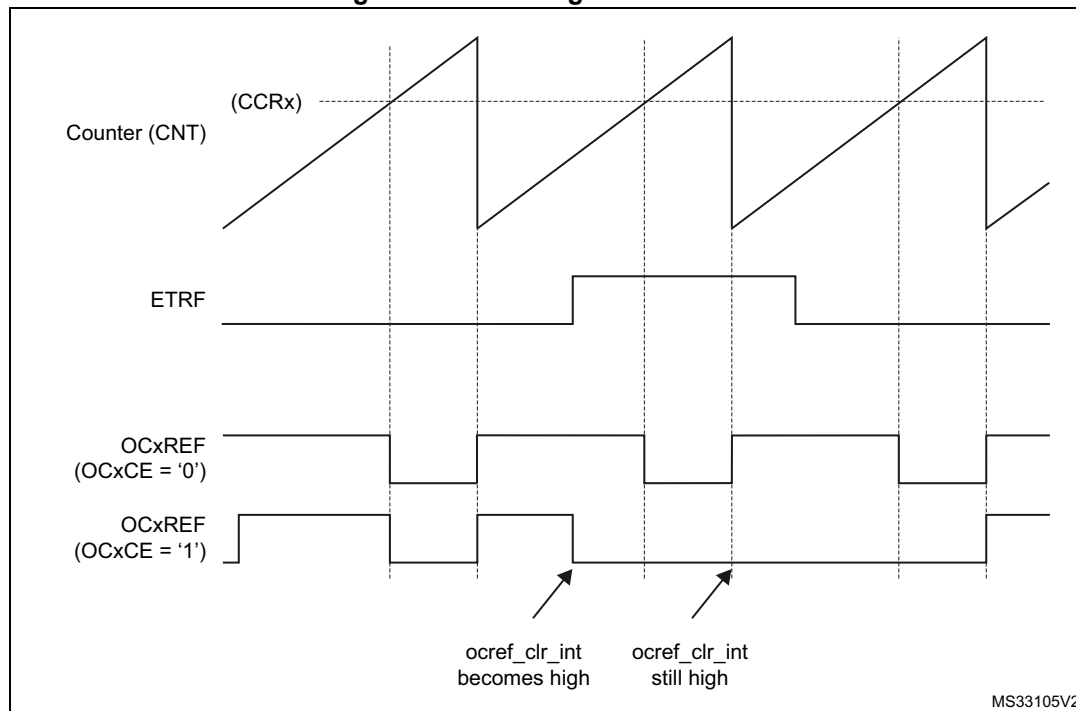 (CCRx)
Counter (CNT)
ETRF
OCxREF
(OCxCE = ‘0’)
OCxREF
(OCxCE = ‘1’)
ocref_clr_int
becomes high
ocref_clr_int
still high
MS33105V2